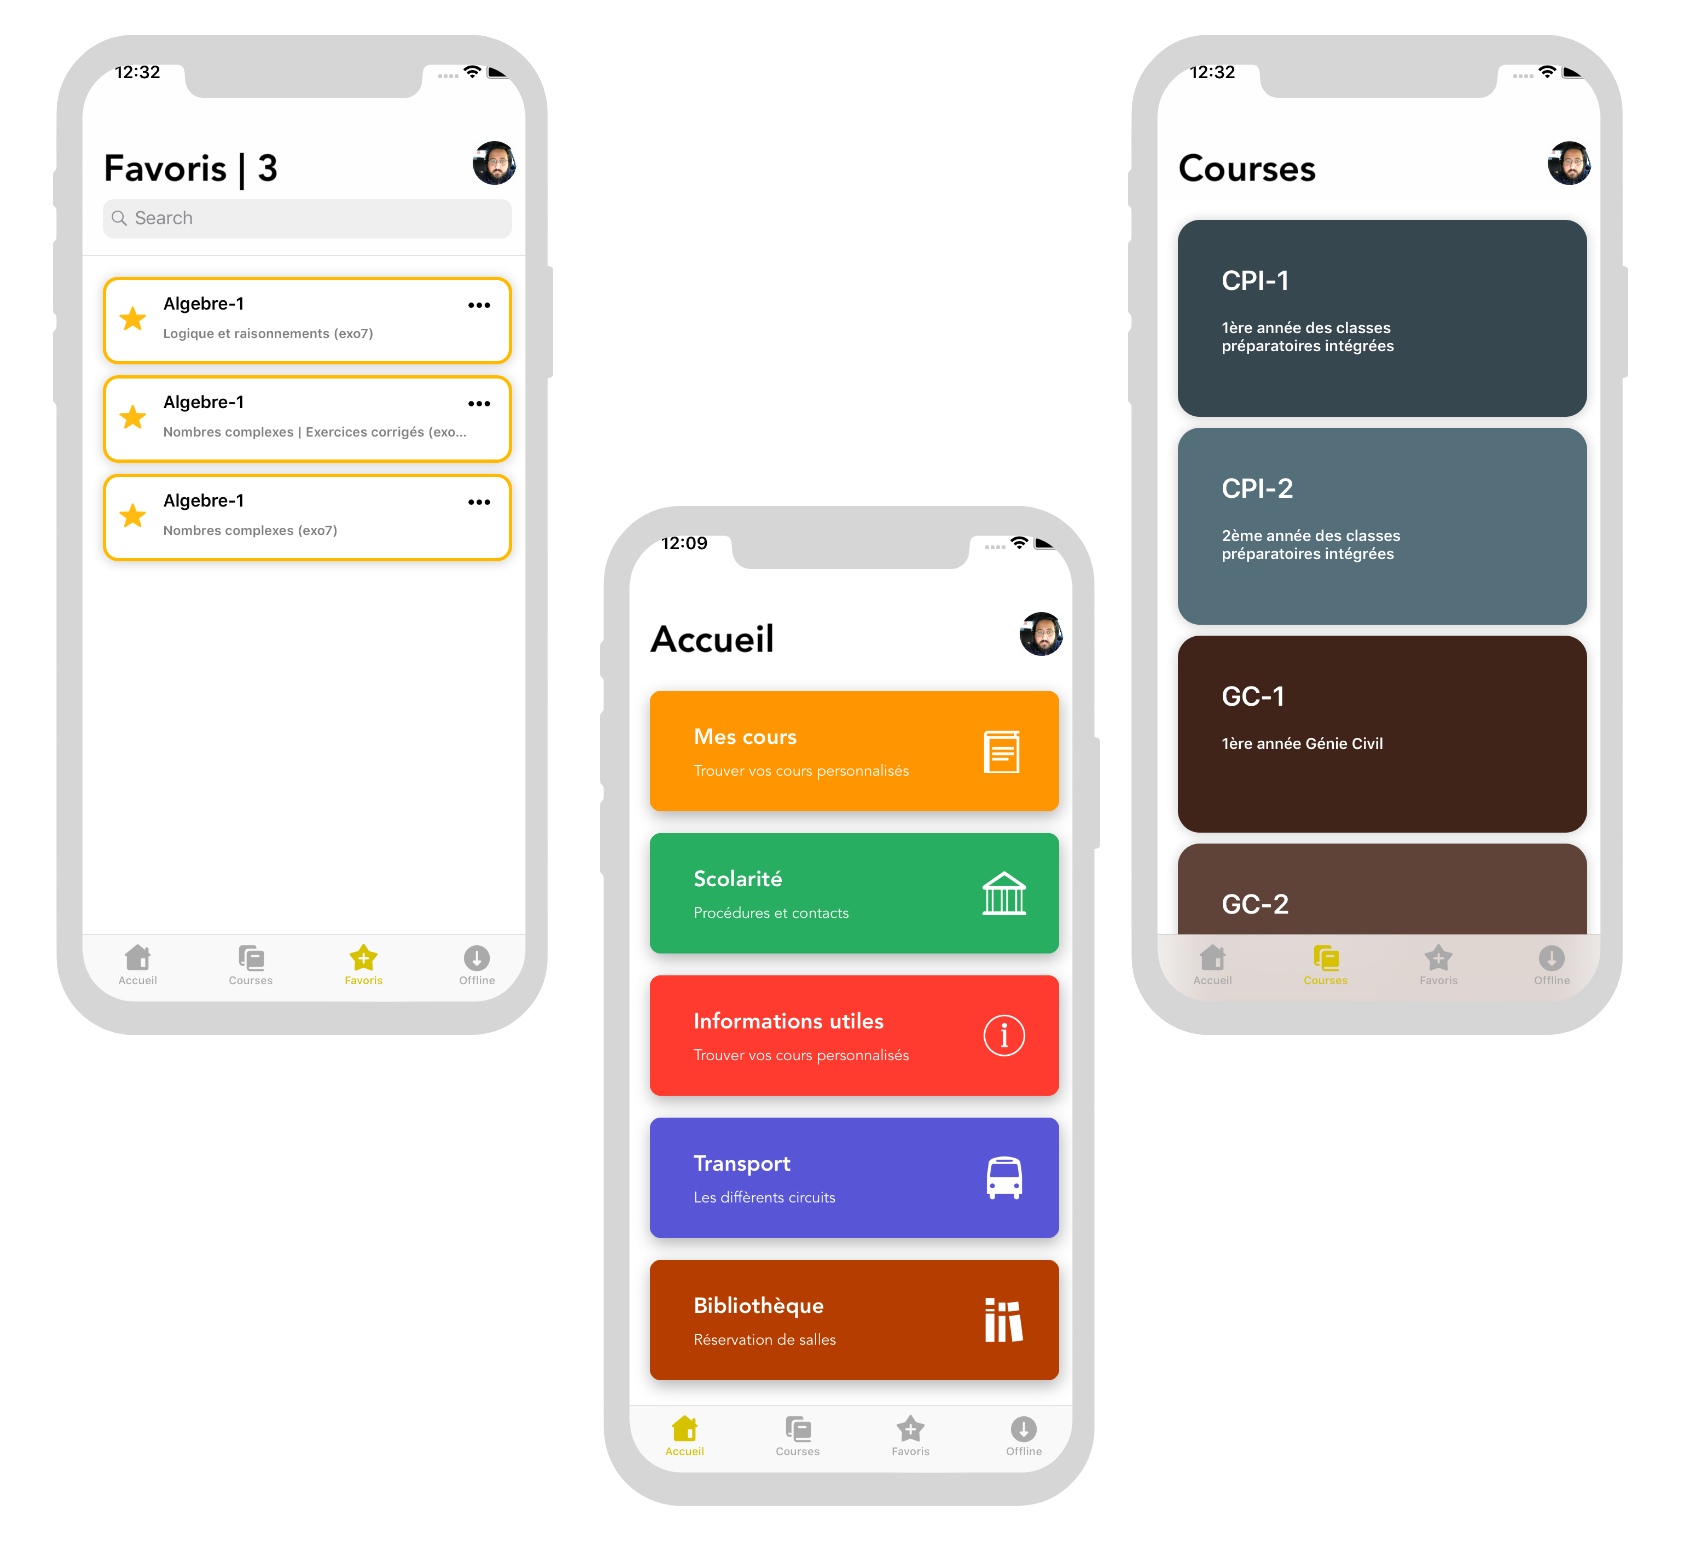 12:32
Favoris | 3
Search
Algebre-1
Logique et raisonnements (exo7)
Algebre-1
Nombres complexes | Exercices corrigés (exo...
Algebre-1
Nombres complexes (exo7)
Accueil
Courses
Favoris
Offline
12:09
Accueil
Mes cours
Trouver vos cours personnalisés
Scolarité
Procédures et contacts
Informations utiles
Trouver vos cours personnalisés
Transport
Les diffèrents circuits
Bibliothèque
Réservation de salles
Accueil
Courses
Favoris
Offline
12:32
Courses
CPI-1
1ère année des classes
préparatoires intégrées
CPI-2
2ème année des classes
préparatoires intégrées
GC-1
1ère année Génie Civil
GC-2
Accueil
Courses
Favoris
Offline